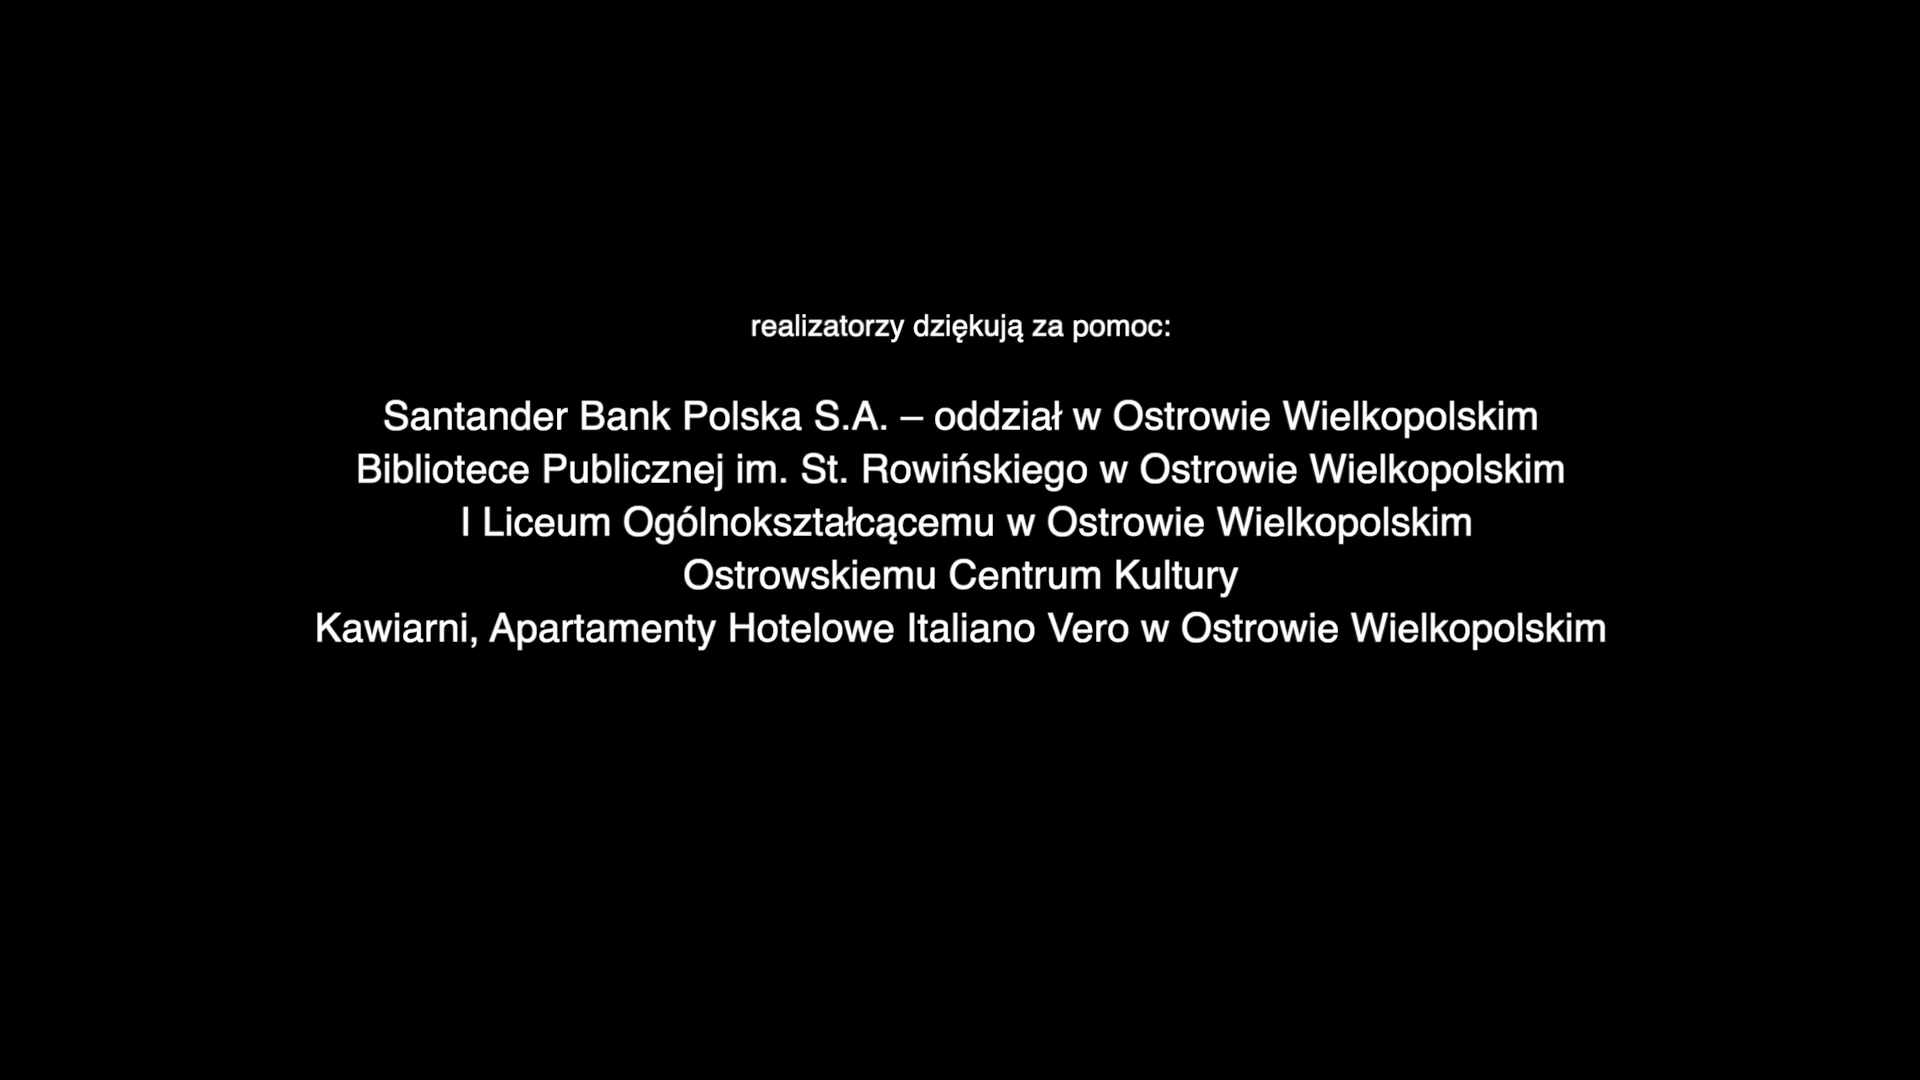 realizatorzy dziękują za pomoc:
Santander Bank Polska S.A. – oddział w Ostrowie Wielkopolskim
Bibliotece Publicznej im. St. Rowińskiego w Ostrowie Wielkopolskim
I Liceum Ogólnokształcącemu w Ostrowie Wielkopolskim
Ostrowskiemu Centrum Kultury
Kawiarni, Apartamenty Hotelowe Italiano Vero w Ostrowie Wielkopolskim